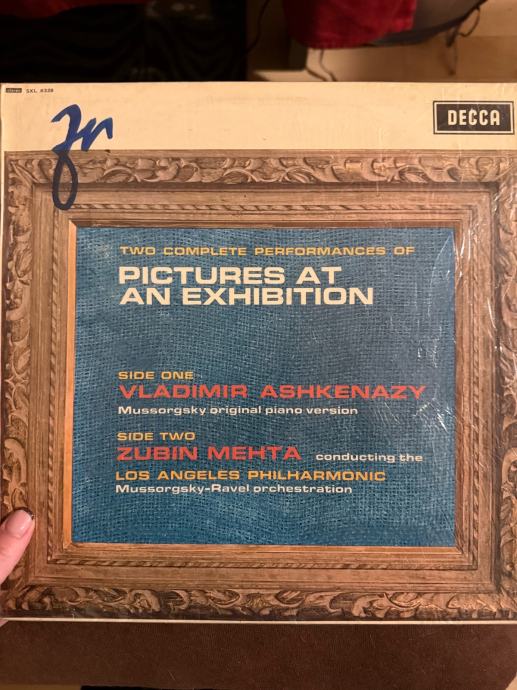 stereo SXL 6328
DECCA
TWO COMPLETE PERFORMANCES OF
PICTURES AT
AN EXHIBITION
SIDE ONE
VLADIMIR ASHKENAZY
Mussorgsky original piano version
SIDE TWO
ZUBIN MEHTA conducting the
LOS ANGELES PHILHARMONIC
Mussorgsky-Ravel orchestration